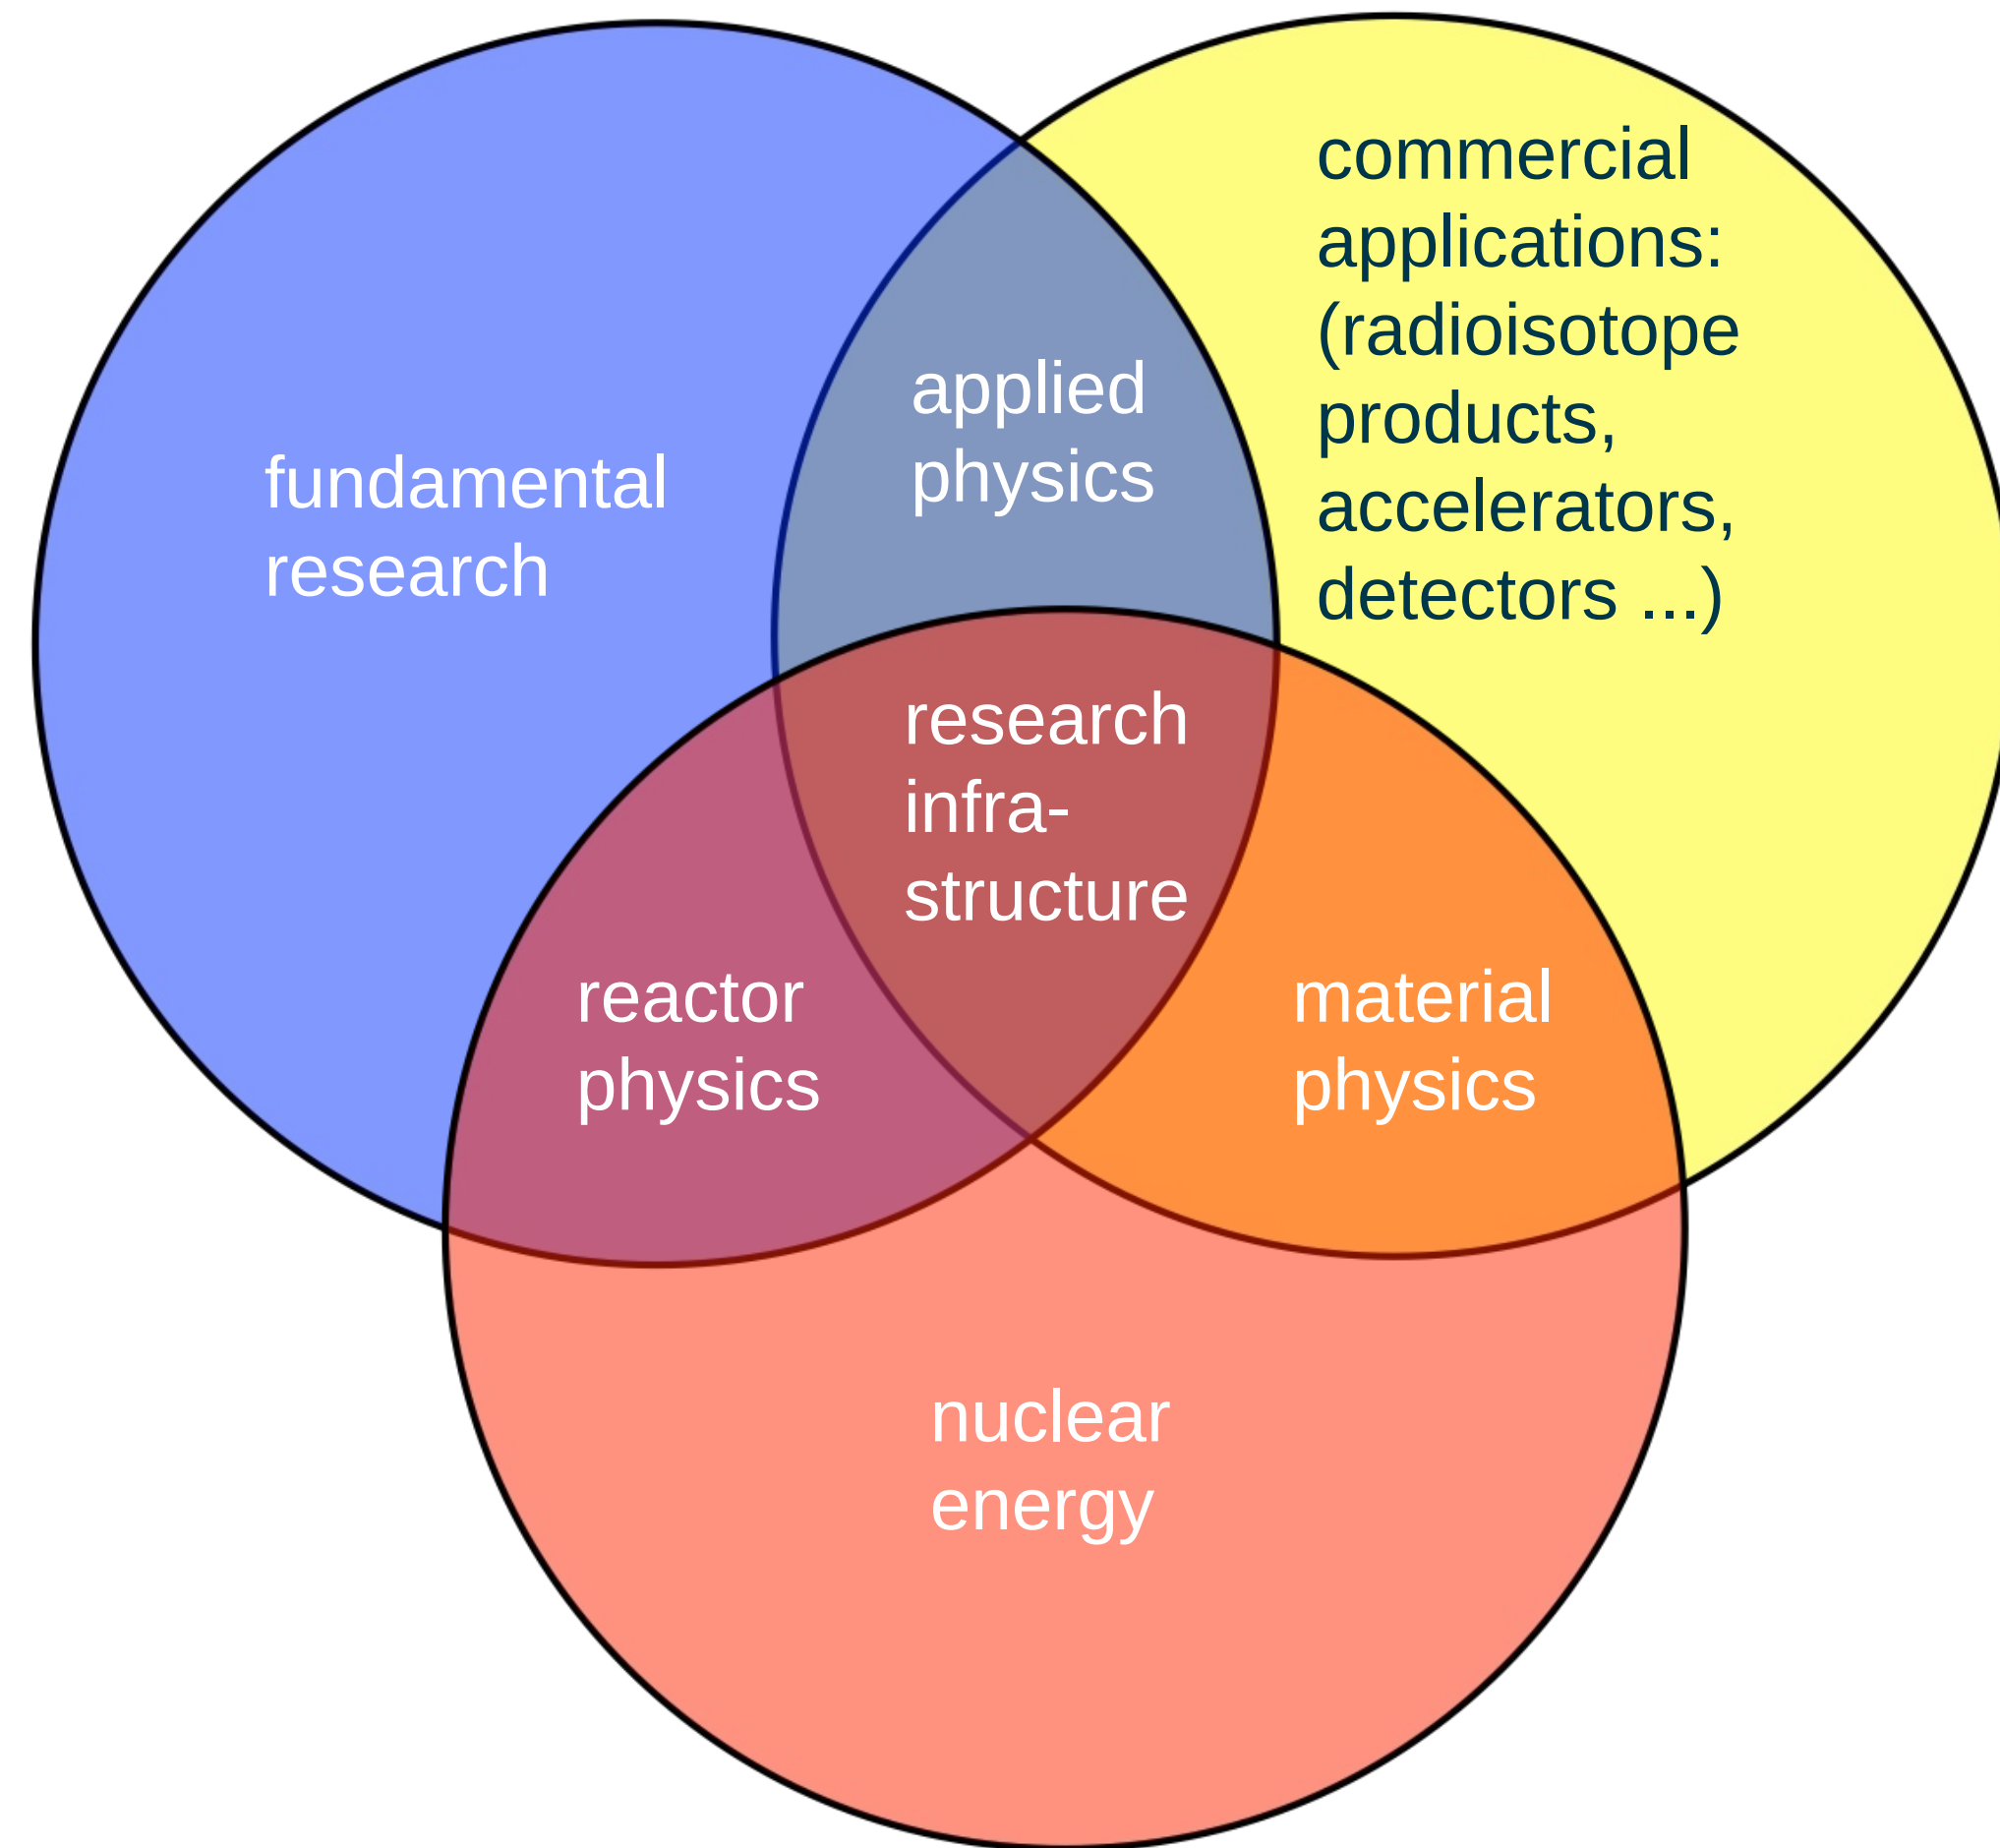 fundamental
research
applied
physics
commercial
applications:
(radioisotope
products,
accelerators,
detectors ...)
research
infra-
structure
reactor
physics
material
physics
nuclear
energy